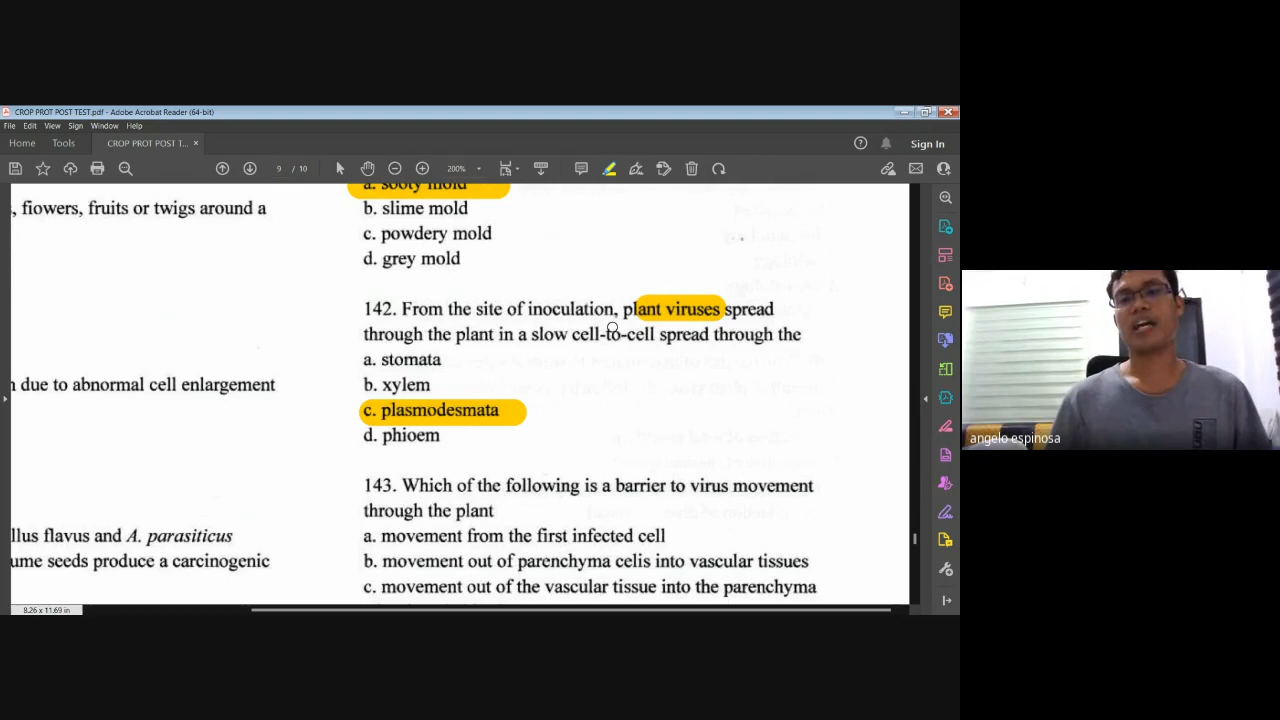 CROP PROT POST TEST.pdf - Adobe Acrobat Reader (64-bit)
File Edit View Sign Window Help
Home Tools CROP PROT POST T... ×
Sign In
9 / 10
200%
, fiowers, fruits or twigs around a
n due to abnormal cell enlargement
llus flavus and A. parasiticus
ume seeds produce a carcinogenic
a. sooty mold
b. slime mold
c. powdery mold
d. grey mold
142. From the site of inoculation, plant viruses spread
through the plant in a slow cell-to-cell spread through the
a. stomata
b. xylem
c. plasmodesmata
d. phioem
143. Which of the following is a barrier to virus movement
through the plant
a. movement from the first infected cell
b. movement out of parenchyma celis into vascular tissues
c. movement out of the vascular tissue into the parenchyma
8.26 x 11.69 in
angelo espinosa